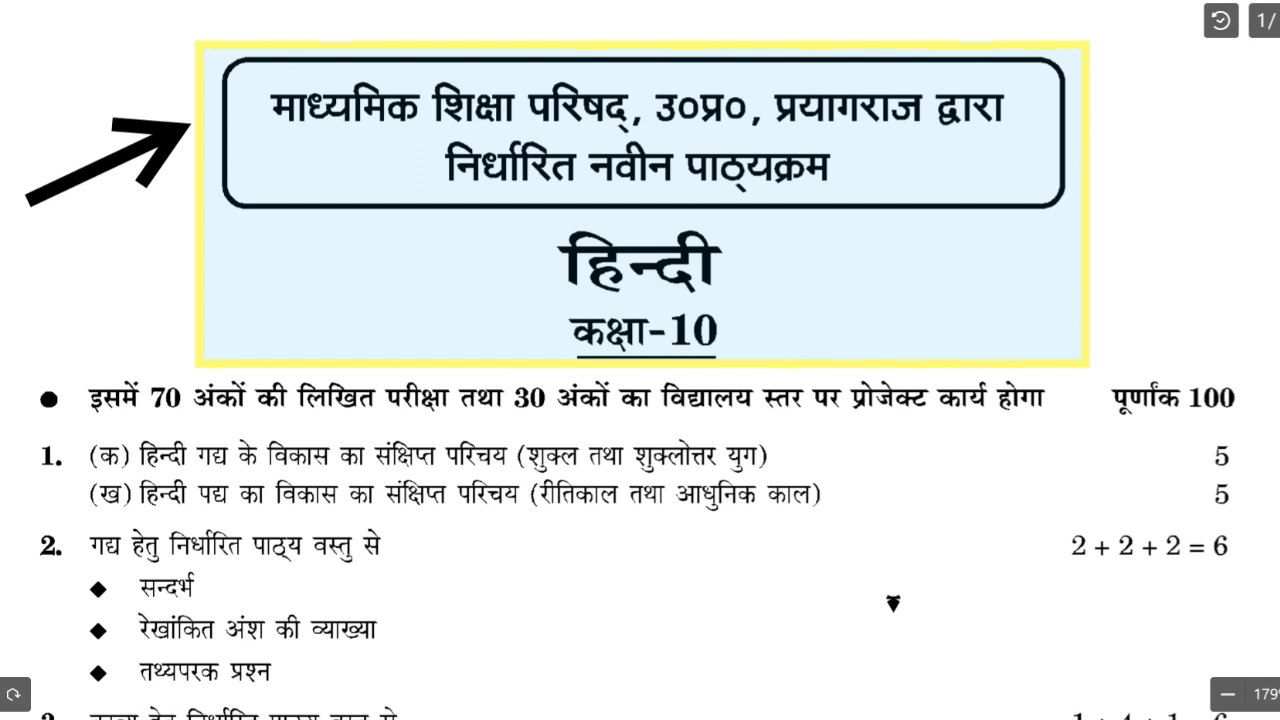 1/
माध्यमिक शिक्षा परिषद्, उ०प्र०, प्रयागराज द्वारा
निर्धारित नवीन पाठ्यक्रम
हिन्दी
कक्षा-10
● इसमें 70 अंकों की लिखित परीक्षा तथा 30 अंकों का विद्यालय स्तर पर प्रोजेक्ट कार्य होगा पूर्णांक 100
1. (क) हिन्दी गद्य के विकास का संक्षिप्त परिचय (शुक्ल तथा शुक्लोत्तर युग) 5
(ख) हिन्दी पद्य का विकास का संक्षिप्त परिचय (रीतिकाल तथा आधुनिक काल) 5
2. गद्य हेतु निर्धारित पाठ्य वस्तु से 2 + 2 + 2 = 6
◆ सन्दर्भ
◆ रेखांकित अंश की व्याख्या
◆ तथ्यपरक प्रश्न
179